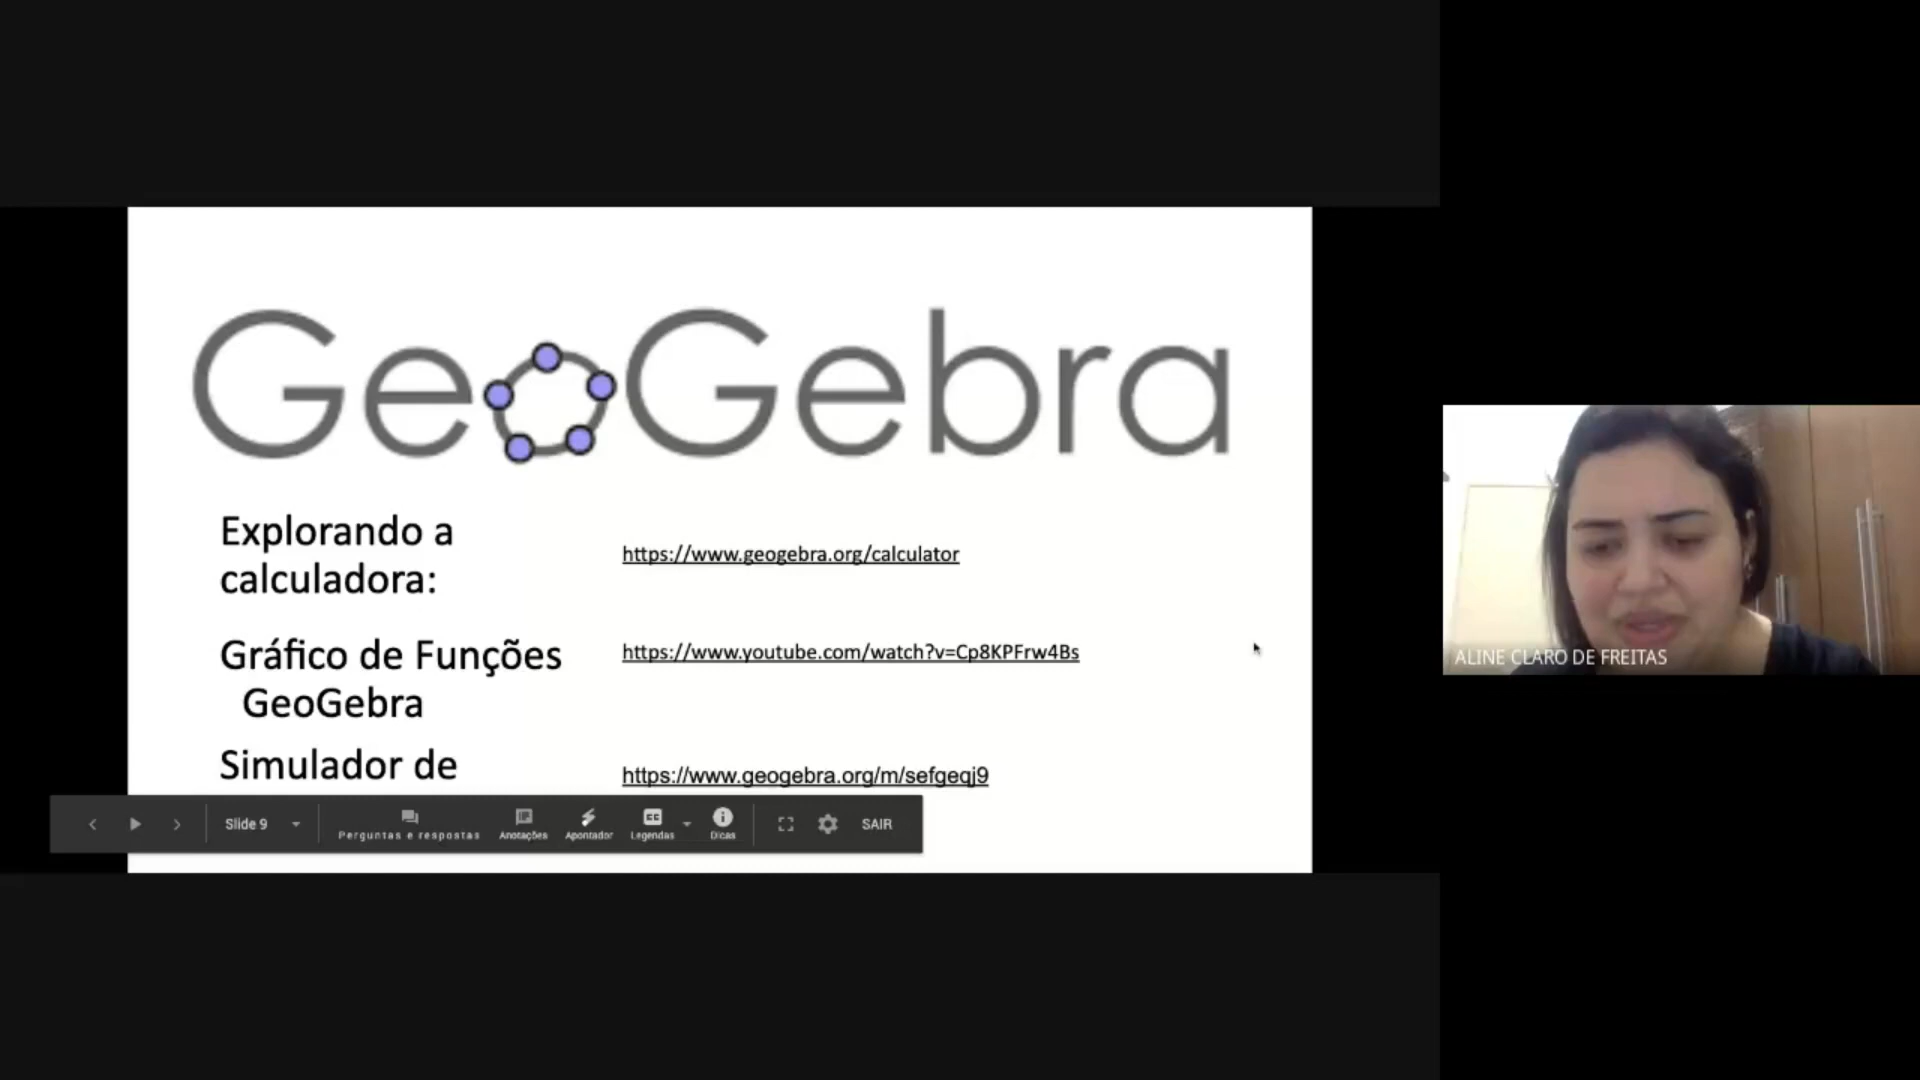 GeoGebra
Explorando a
calculadora:
https://www.geogebra.org/calculator
Gráfico de Funções
GeoGebra
https://www.youtube.com/watch?v=Cp8KPFrw4Bs
Simulador de
https://www.geogebra.org/m/sefgeqj9
Slide 9
Perguntas e respostas
Anotações
Apontador
CC
Legendas
Dicas
SAIR
ALINE CLARO DE FREITAS